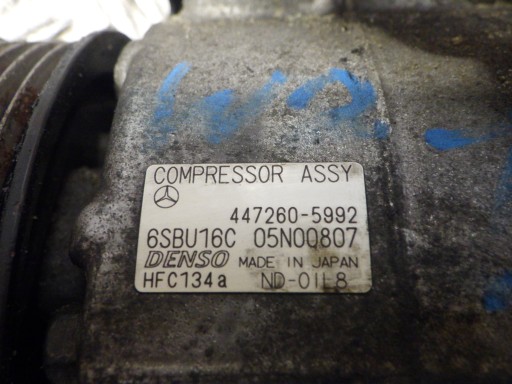 COMPRESSOR ASSY
447260-5992
6SBU16C 05N00807
DENSO MADE IN JAPAN
HFC134a ND-OIL8